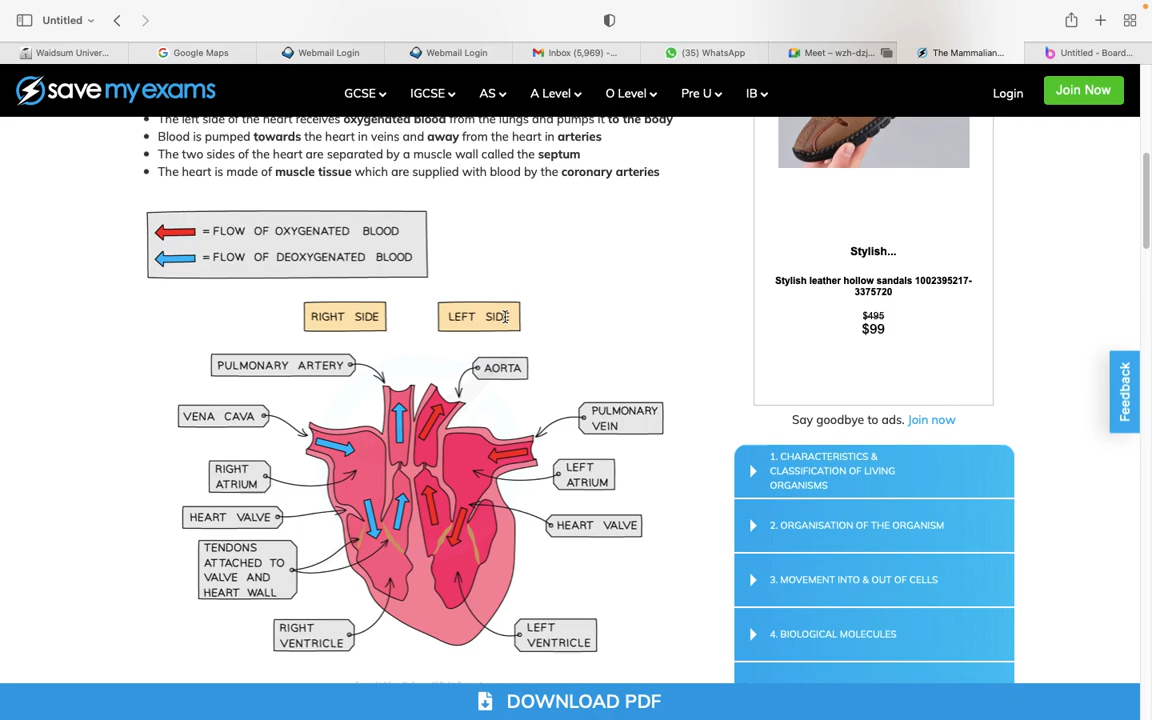 Untitled
Waidsum Univer...
Google Maps
Webmail Login
Webmail Login
Inbox (5,969) -...
(35) WhatsApp
Meet – wzh-dzj...
The Mammalian...
Untitled - Board...
save my exams
GCSE
IGCSE
AS
A Level
O Level
Pre U
IB
Login
Join Now
The left side of the heart receives oxygenated blood from the lungs and pumps it to the body
Blood is pumped towards the heart in veins and away from the heart in arteries
The two sides of the heart are separated by a muscle wall called the septum
The heart is made of muscle tissue which are supplied with blood by the coronary arteries
= FLOW OF OXYGENATED BLOOD
= FLOW OF DEOXYGENATED BLOOD
RIGHT SIDE
LEFT SIDE
PULMONARY ARTERY
AORTA
VENA CAVA
PULMONARY
VEIN
RIGHT
ATRIUM
LEFT
ATRIUM
HEART VALVE
HEART VALVE
TENDONS
ATTACHED TO
VALVE AND
HEART WALL
RIGHT
VENTRICLE
LEFT
VENTRICLE
Stylish...
Stylish leather hollow sandals 1002395217-
3375720
$495
$99
Say goodbye to ads. Join now
1. CHARACTERISTICS &
CLASSIFICATION OF LIVING
ORGANISMS
2. ORGANISATION OF THE ORGANISM
3. MOVEMENT INTO & OUT OF CELLS
4. BIOLOGICAL MOLECULES
Feedback
DOWNLOAD PDF